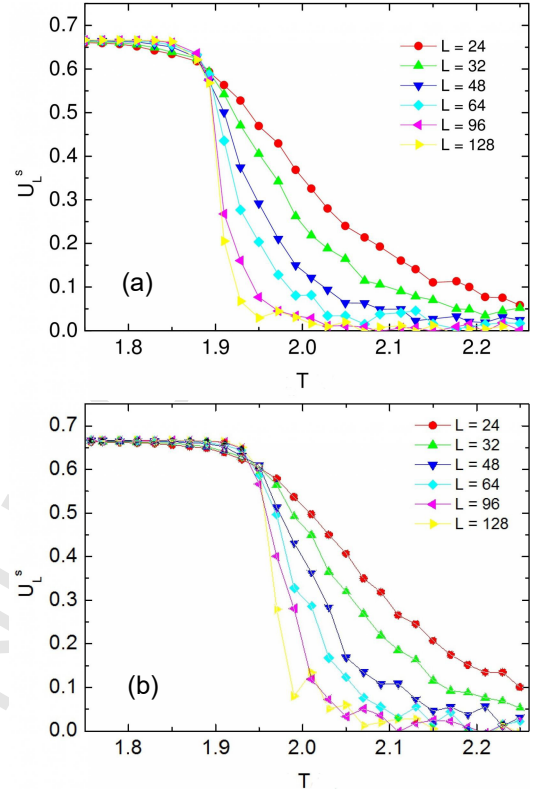 0.7
0.6
0.5
0.4
0.3
0.2
0.1
0.0
U_L^s
L = 24
L = 32
L = 48
L = 64
L = 96
L = 128
(a)
1.8 1.9 2.0 2.1 2.2
T
0.7
0.6
0.5
0.4
0.3
0.2
0.1
0.0
U_L^s
L = 24
L = 32
L = 48
L = 64
L = 96
L = 128
(b)
1.8 1.9 2.0 2.1 2.2
T